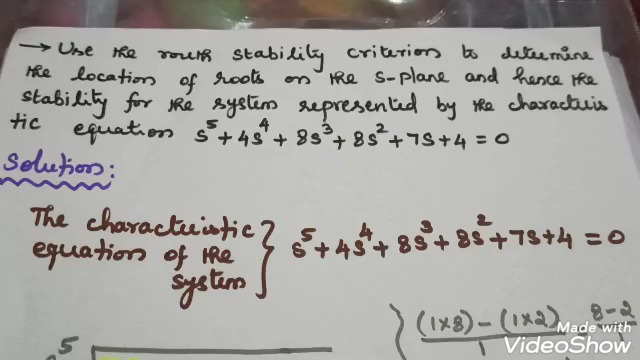 → Use the routh stability criterion to determine
the location of roots on the s-plane and hence the
stability for the system represented by the charactuis
tic equation s⁵+4s⁴+8s³+8s²+7s+4=0
Solution:
The charactuistic
equation of the
system } s⁵+4s⁴+8s³+8s²+7s+4=0
s⁵
(1×8)-(1×2)
1
8-2
Made with
VideoShow